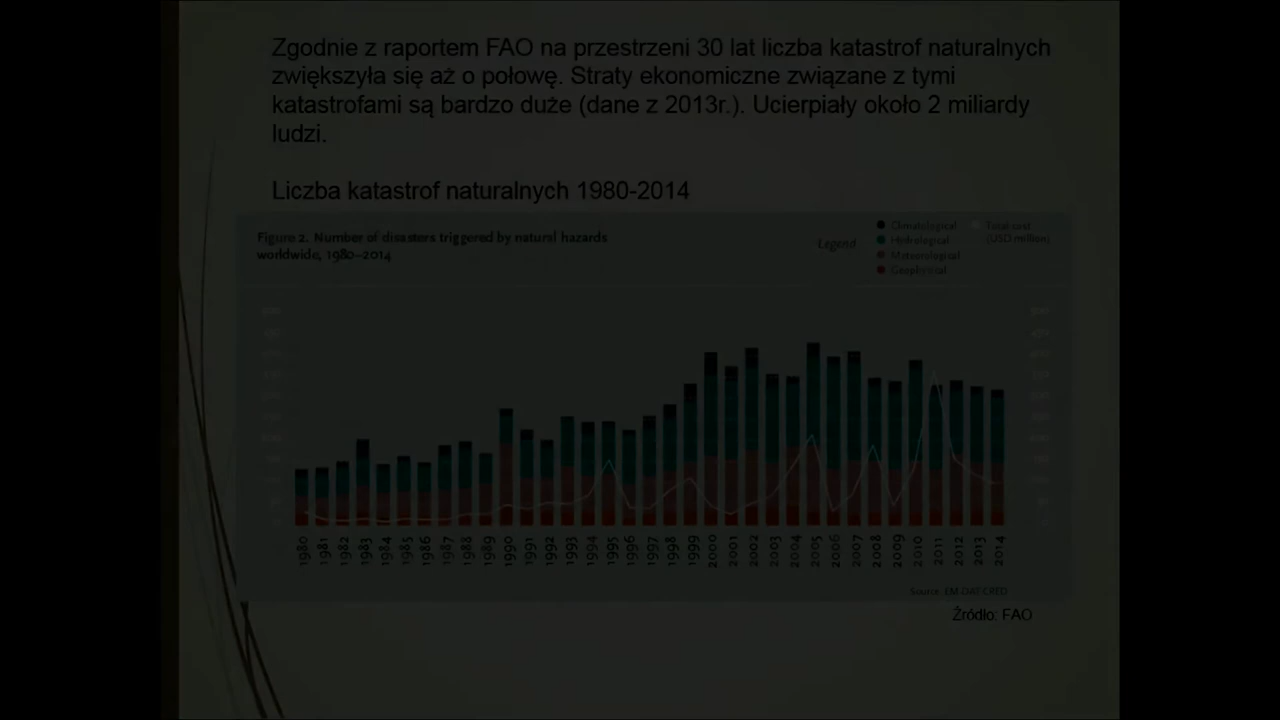 Zgodnie z raportem FAO na przestrzeni 30 lat liczba katastrof naturalnych
zwiększyła się aż o połowę. Straty ekonomiczne związane z tymi
katastrofami są bardzo duże (dane z 2013r.). Ucierpiały około 2 miliardy
ludzi.
Liczba katastrof naturalnych 1980-2014
Figure 2. Number of disasters triggered by natural hazards
worldwide, 1980–2014
Legend
Climatological
Hydrological
Meteorological
Geophysical
Total cost
(USD million)
1980 1981 1982 1983 1984 1985 1986 1987 1988 1989 1990 1991 1992 1993 1994 1995 1996 1997 1998 1999 2000 2001 2002 2003 2004 2005 2006 2007 2008 2009 2010 2011 2012 2013 2014
Source: EM-DAT CRED
Źródło: FAO